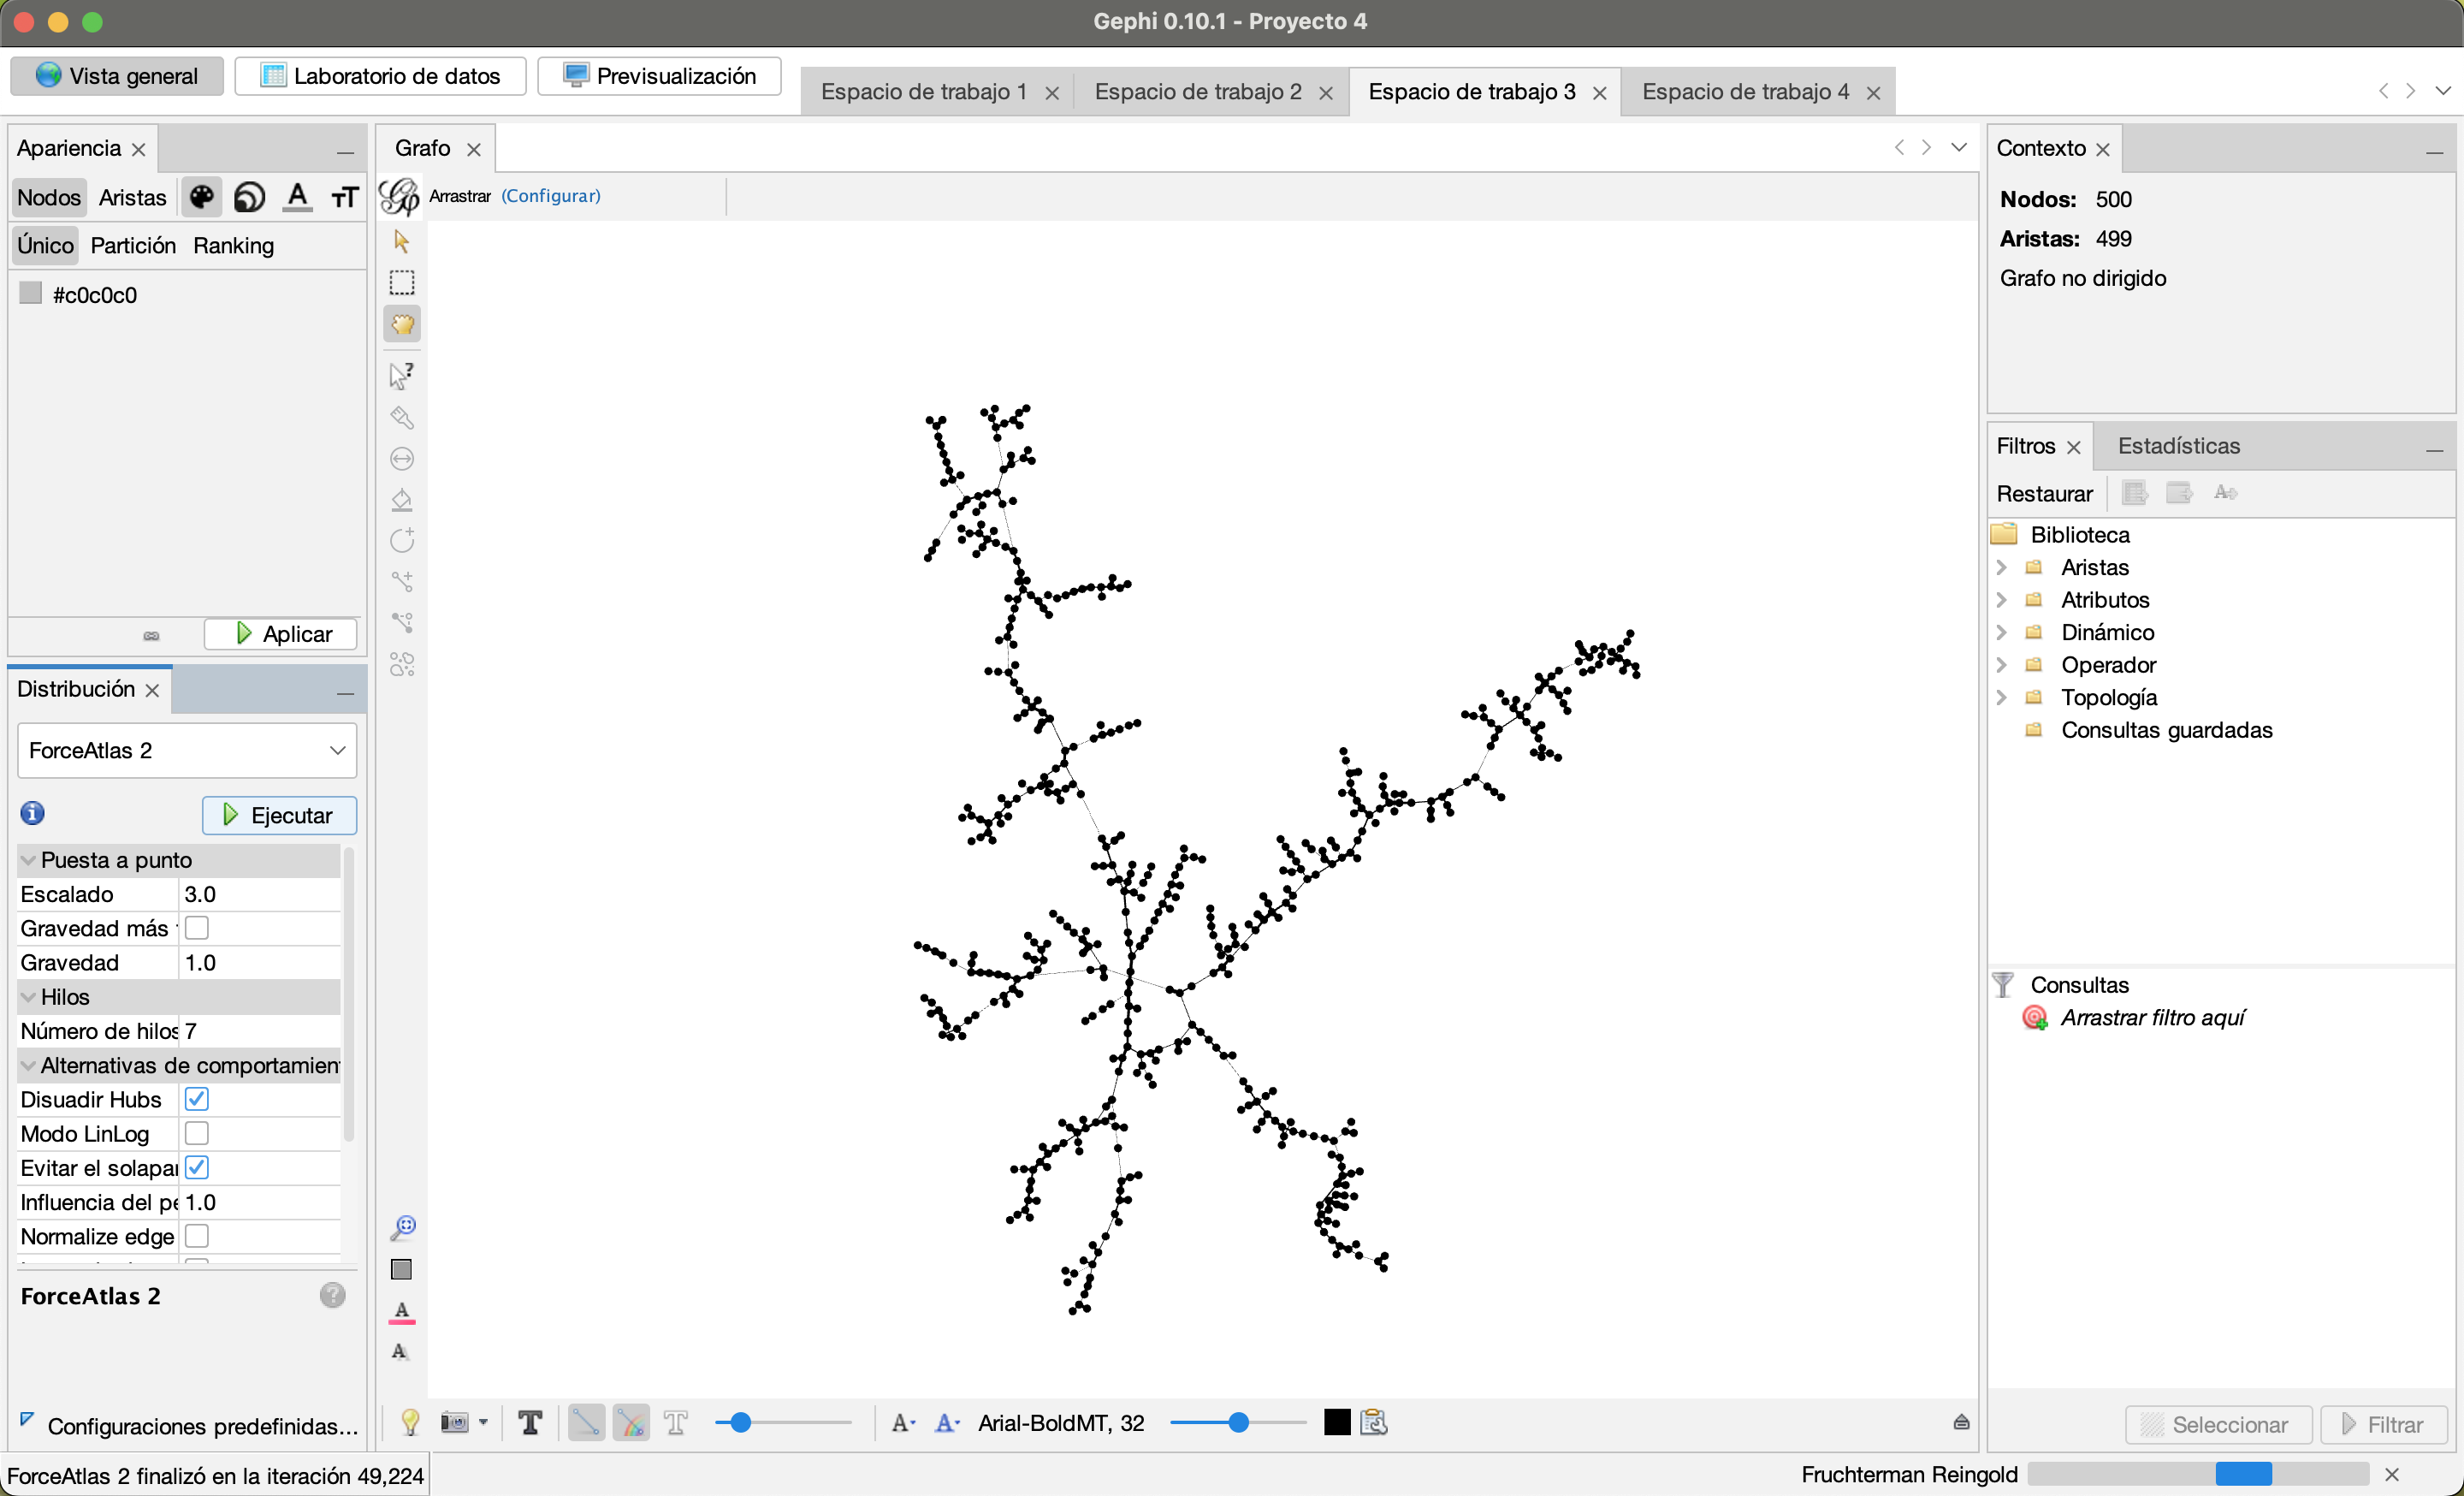 Gephi 0.10.1 - Proyecto 4
Vista general
Laboratorio de datos
Previsualización
Espacio de trabajo 1
Espacio de trabajo 2
Espacio de trabajo 3
Espacio de trabajo 4
Apariencia
Nodos Aristas
Único Partición Ranking
#c0c0c0
Aplicar
Distribución
ForceAtlas 2
Ejecutar
Puesta a punto
Escalado 3.0
Gravedad más
Gravedad 1.0
Hilos
Número de hilos 7
Alternativas de comportamien
Disuadir Hubs
Modo LinLog
Evitar el solapa
Influencia del pe 1.0
Normalize edge
ForceAtlas 2
Configuraciones predefinidas...
ForceAtlas 2 finalizó en la iteración 49,224
Grafo
Arrastrar (Configurar)
Arial-BoldMT, 32
Contexto
Nodos: 500
Aristas: 499
Grafo no dirigido
Filtros
Estadísticas
Restaurar
Biblioteca
Aristas
Atributos
Dinámico
Operador
Topología
Consultas guardadas
Consultas
Arrastrar filtro aquí
Seleccionar
Filtrar
Fruchterman Reingold